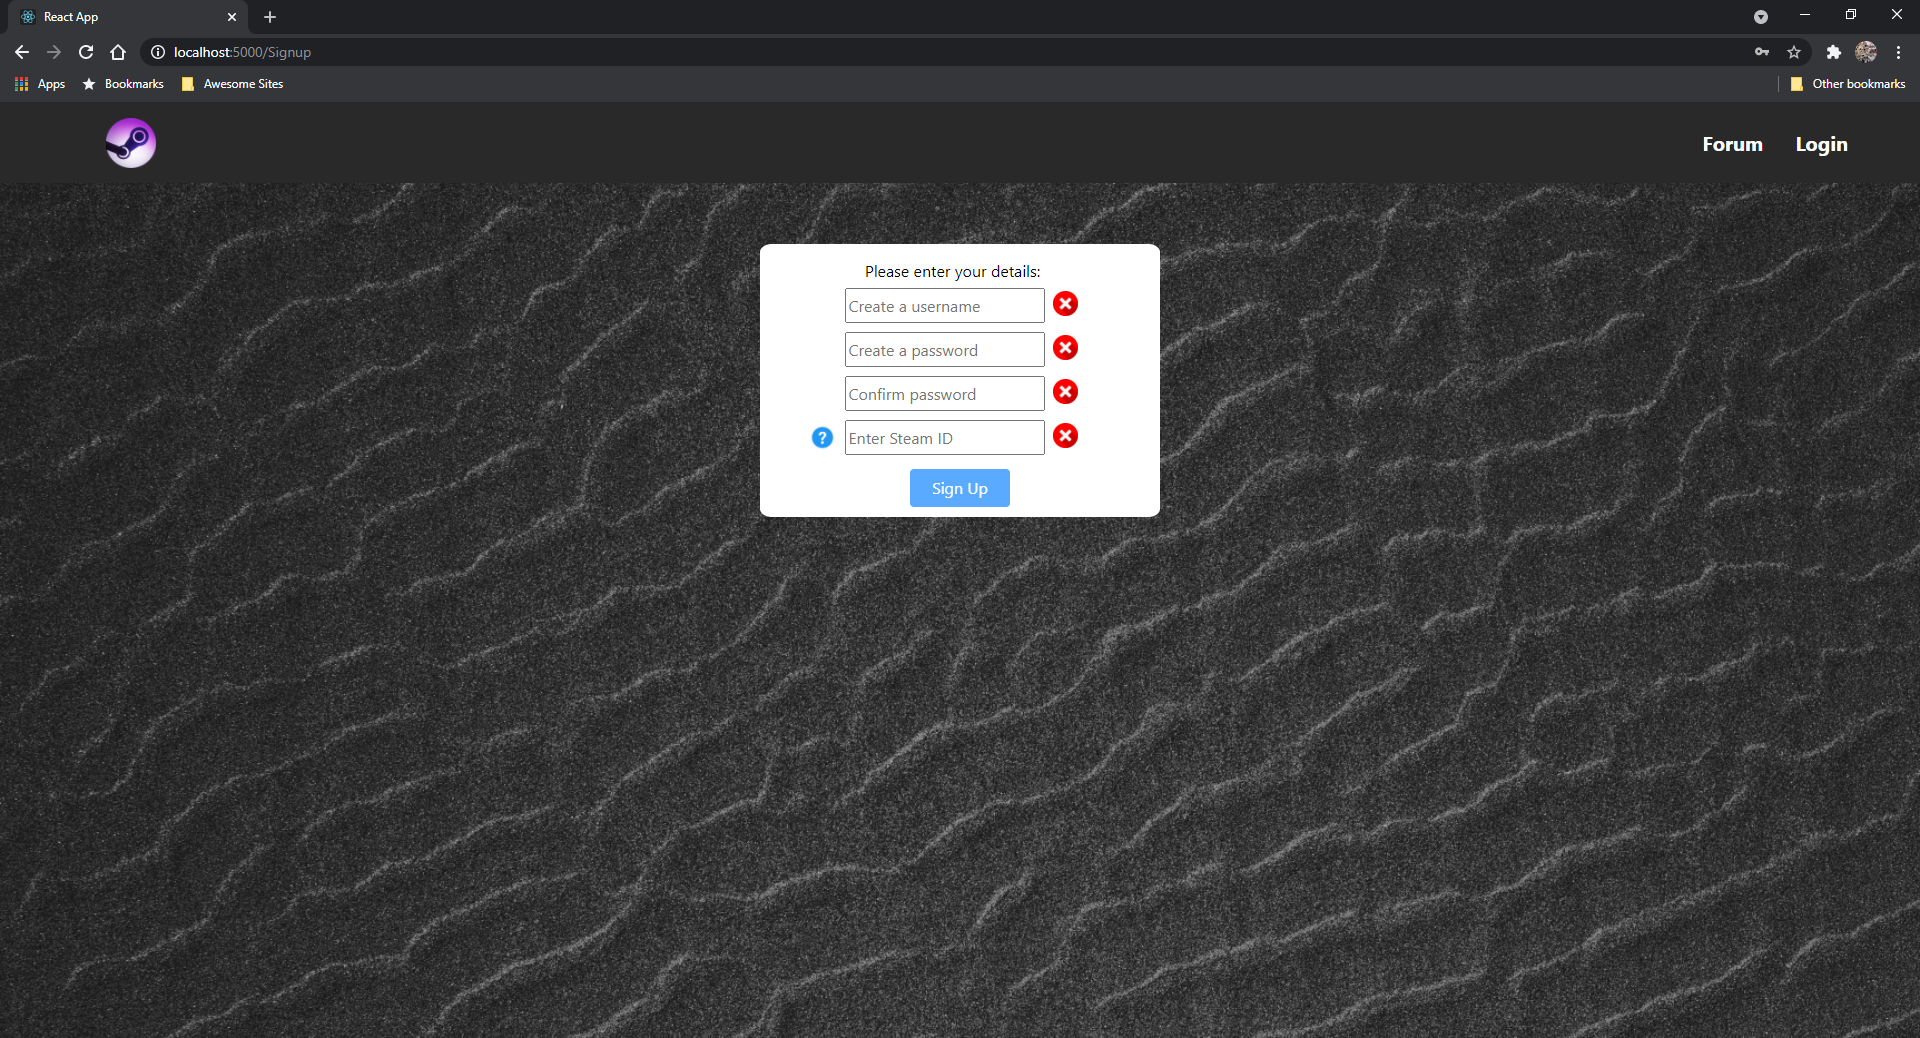 React App
localhost:5000/Signup
Apps Bookmarks Awesome Sites Other bookmarks
Forum Login
Please enter your details:
Create a username
Create a password
Confirm password
? Enter Steam ID
Sign Up